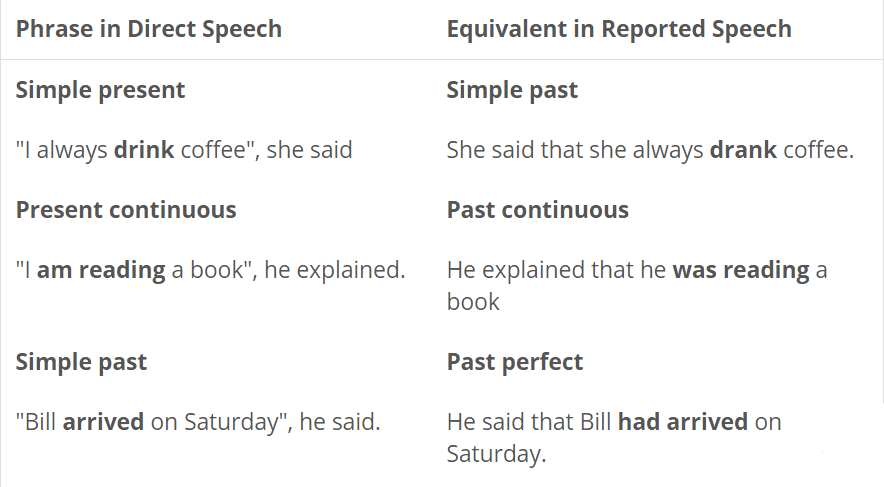 Phrase in Direct Speech
Equivalent in Reported Speech
Simple present
Simple past
"I always drink coffee", she said
She said that she always drank coffee.
Present continuous
Past continuous
"I am reading a book", he explained.
He explained that he was reading a
book
Simple past
Past perfect
"Bill arrived on Saturday", he said.
He said that Bill had arrived on
Saturday.